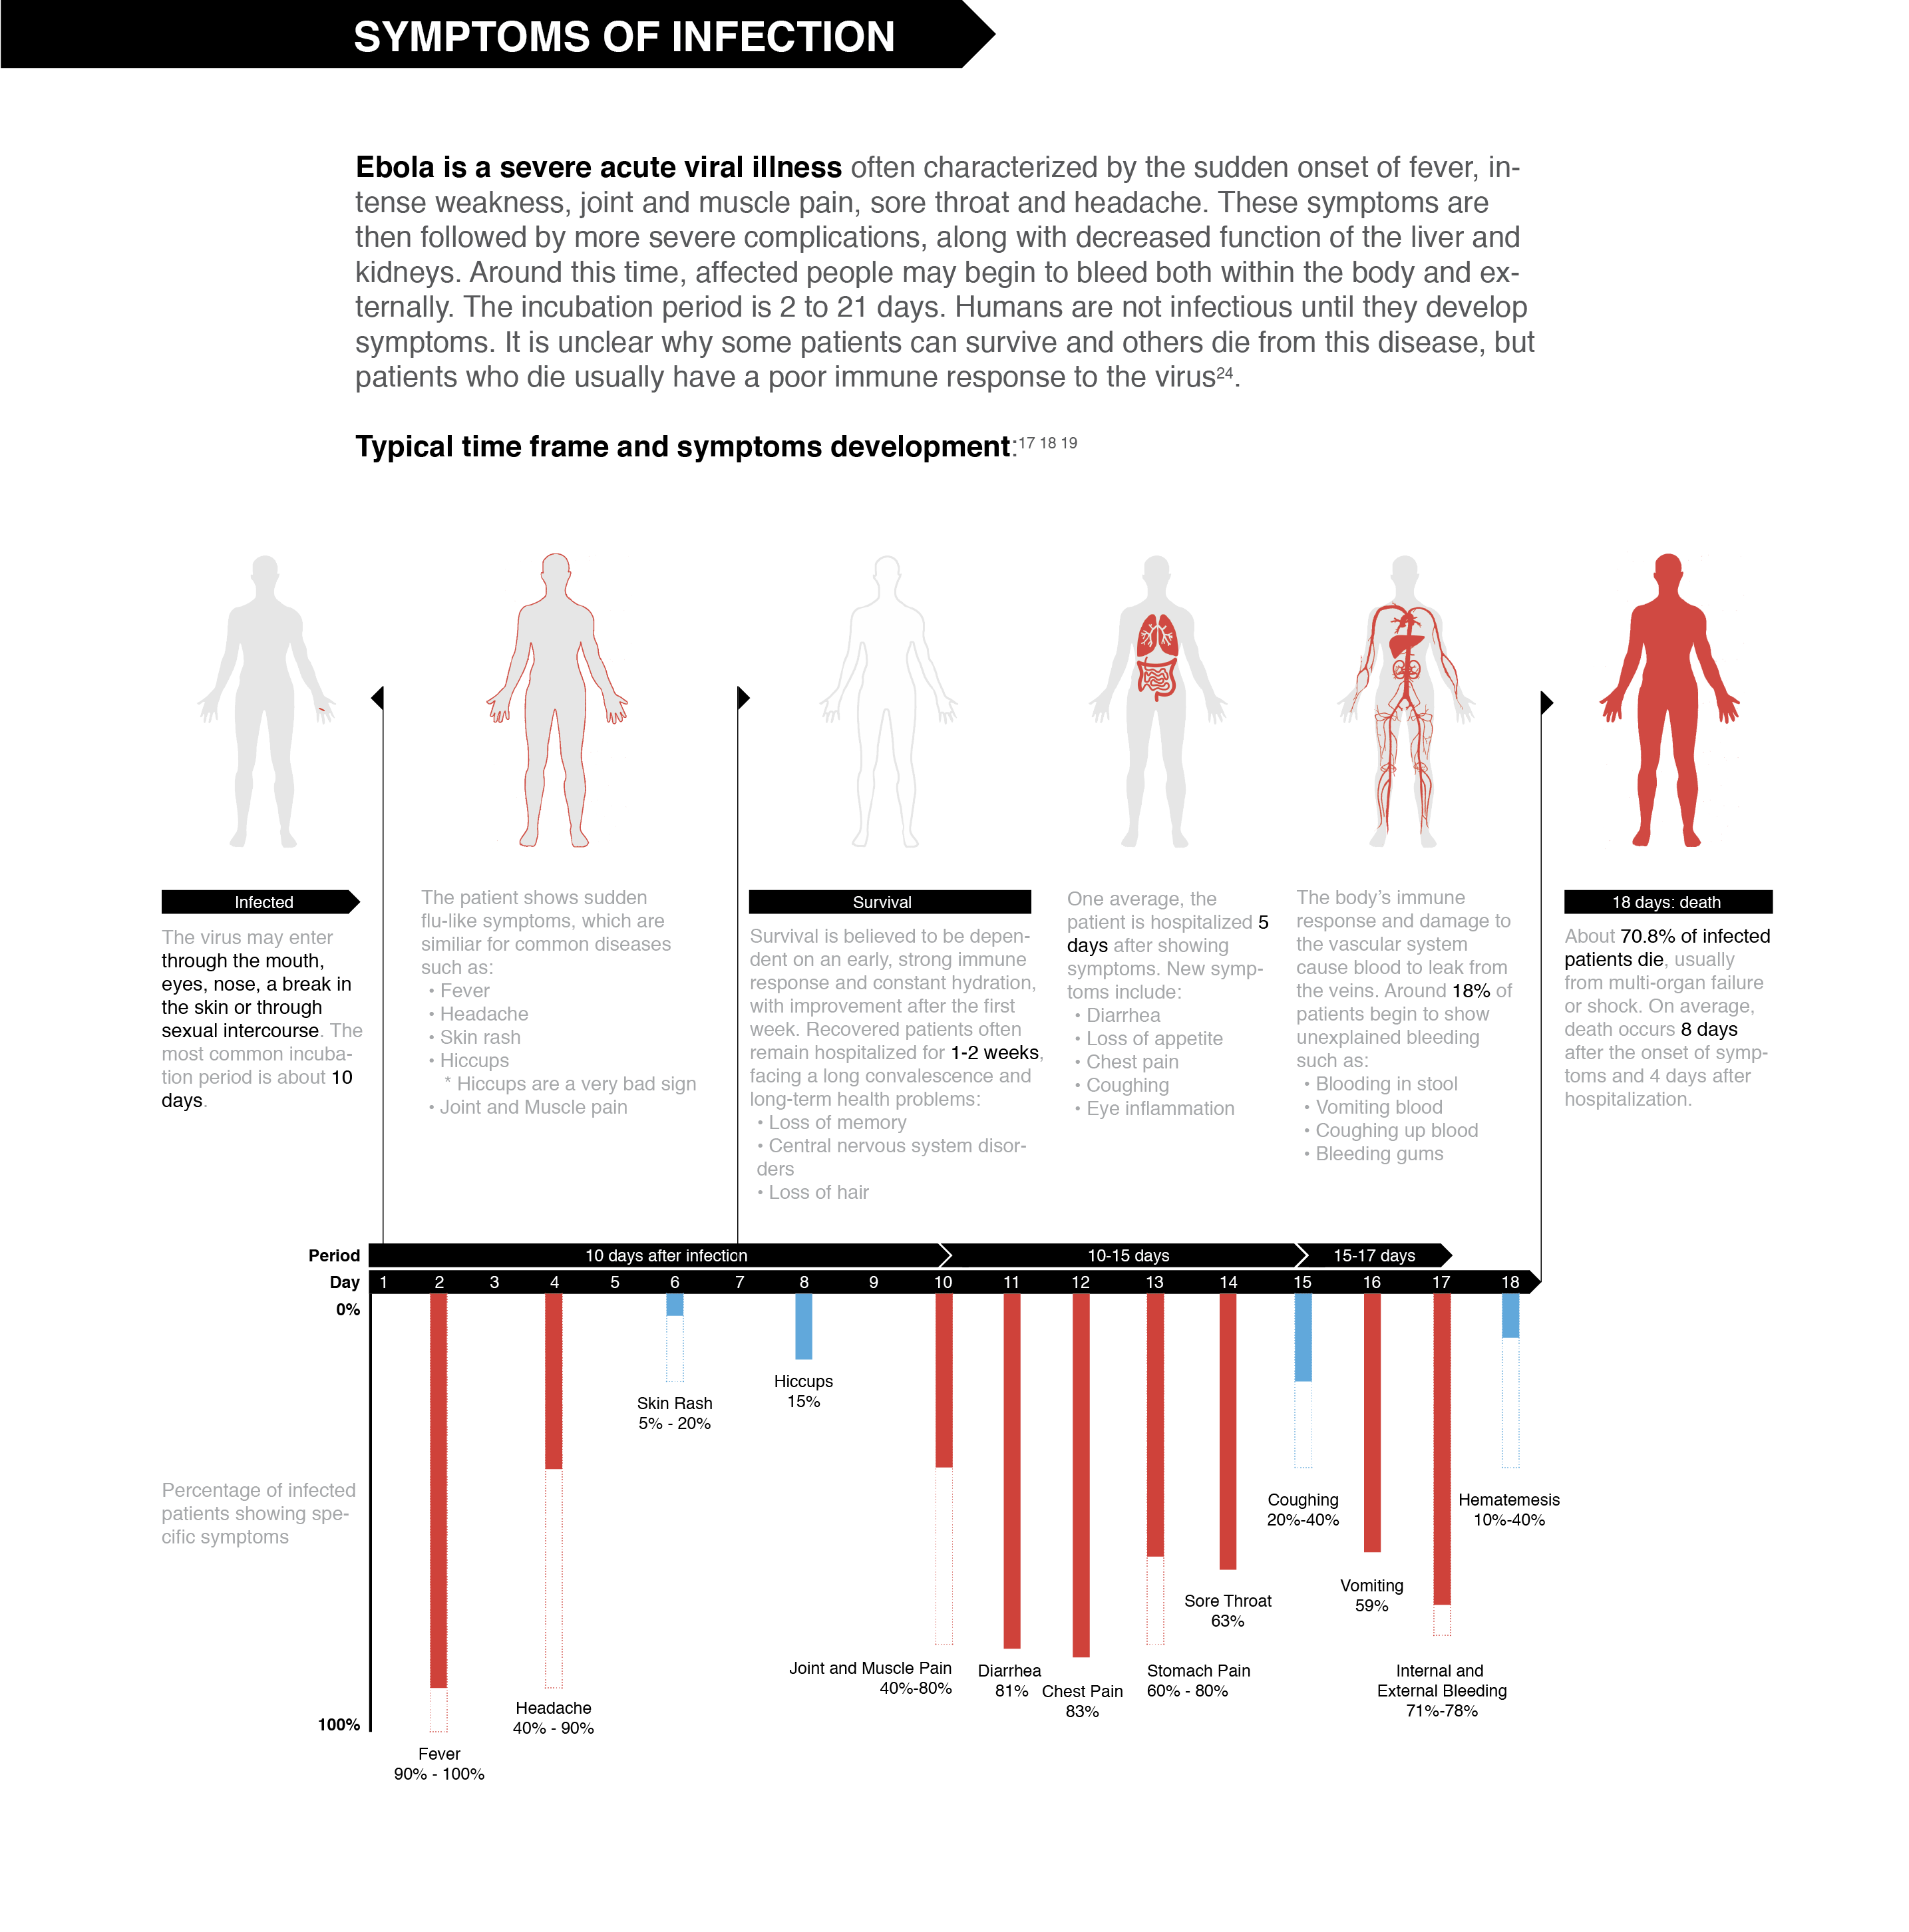 SYMPTOMS OF INFECTION
Ebola is a severe acute viral illness often characterized by the sudden onset of fever, in-
tense weakness, joint and muscle pain, sore throat and headache. These symptoms are
then followed by more severe complications, along with decreased function of the liver and
kidneys. Around this time, affected people may begin to bleed both within the body and ex-
ternally. The incubation period is 2 to 21 days. Humans are not infectious until they develop
symptoms. It is unclear why some patients can survive and others die from this disease, but
patients who die usually have a poor immune response to the virus24.
Typical time frame and symptoms development:17 18 19
Infected
The virus may enter
through the mouth,
eyes, nose, a break in
the skin or through
sexual intercourse. The
most common incuba-
tion period is about 10
days.
The patient shows sudden
flu-like symptoms, which are
similiar for common diseases
such as:
• Fever
• Headache
• Skin rash
• Hiccups
* Hiccups are a very bad sign
• Joint and Muscle pain
Survival
Survival is believed to be depen-
dent on an early, strong immune
response and constant hydration,
with improvement after the first
week. Recovered patients often
remain hospitalized for 1-2 weeks,
facing a long convalescence and
long-term health problems:
• Loss of memory
• Central nervous system disor-
ders
• Loss of hair
One average, the
patient is hospitalized 5
days after showing
symptoms. New symp-
toms include:
• Diarrhea
• Loss of appetite
• Chest pain
• Coughing
• Eye inflammation
The body's immune
response and damage to
the vascular system
cause blood to leak from
the veins. Around 18% of
patients begin to show
unexplained bleeding
such as:
• Blooding in stool
• Vomiting blood
• Coughing up blood
• Bleeding gums
18 days: death
About 70.8% of infected
patients die, usually
from multi-organ failure
or shock. On average,
death occurs 8 days
after the onset of symp-
toms and 4 days after
hospitalization.
Period 10 days after infection 10-15 days 15-17 days
Day 1 2 3 4 5 6 7 8 9 10 11 12 13 14 15 16 17 18
0%
Percentage of infected
patients showing spe-
cific symptoms
100%
Fever
90% - 100%
Headache
40% - 90%
Skin Rash
5% - 20%
Hiccups
15%
Joint and Muscle Pain
40%-80%
Diarrhea
81%
Chest Pain
83%
Stomach Pain
60% - 80%
Sore Throat
63%
Coughing
20%-40%
Vomiting
59%
Internal and
External Bleeding
71%-78%
Hematemesis
10%-40%